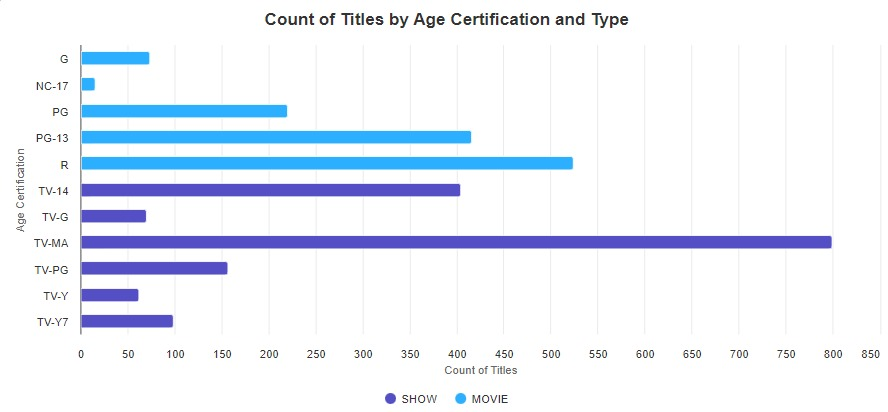 Count of Titles by Age Certification and Type
Age Certification
G
NC-17
PG
PG-13
R
TV-14
TV-G
TV-MA
TV-PG
TV-Y
TV-Y7
0 50 100 150 200 250 300 350 400 450 500 550 600 650 700 750 800 850
Count of Titles
SHOW MOVIE